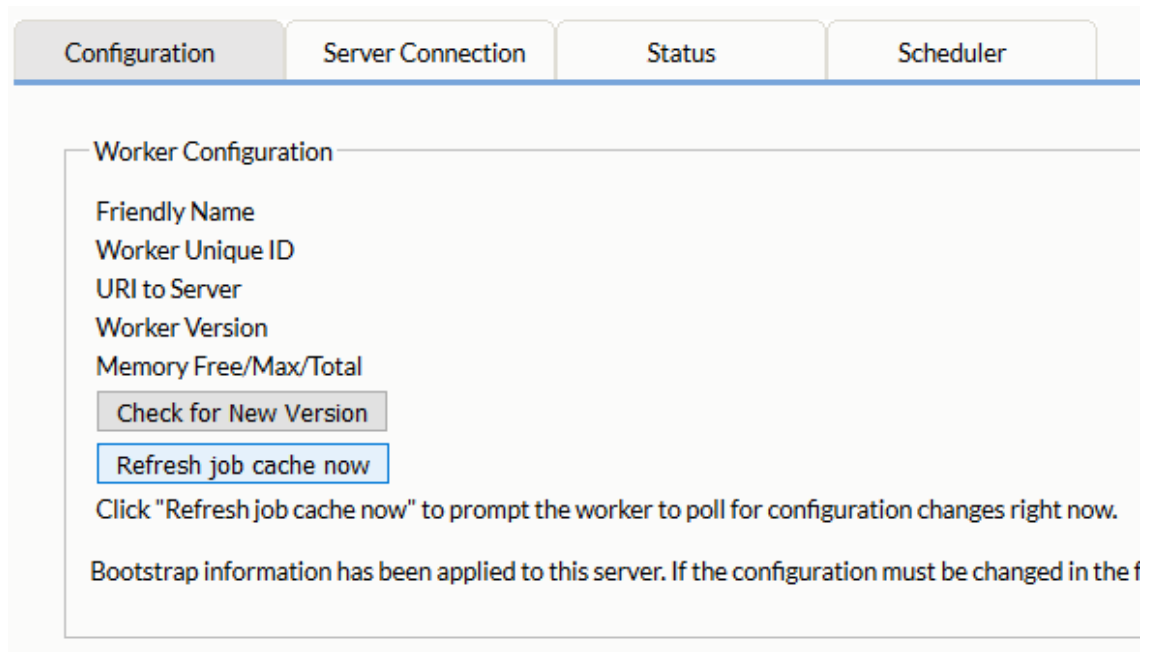 Configuration Server Connection Status Scheduler
Worker Configuration
Friendly Name
Worker Unique ID
URI to Server
Worker Version
Memory Free/Max/Total
Check for New Version
Refresh job cache now
Click "Refresh job cache now" to prompt the worker to poll for configuration changes right now.
Bootstrap information has been applied to this server. If the configuration must be changed in the